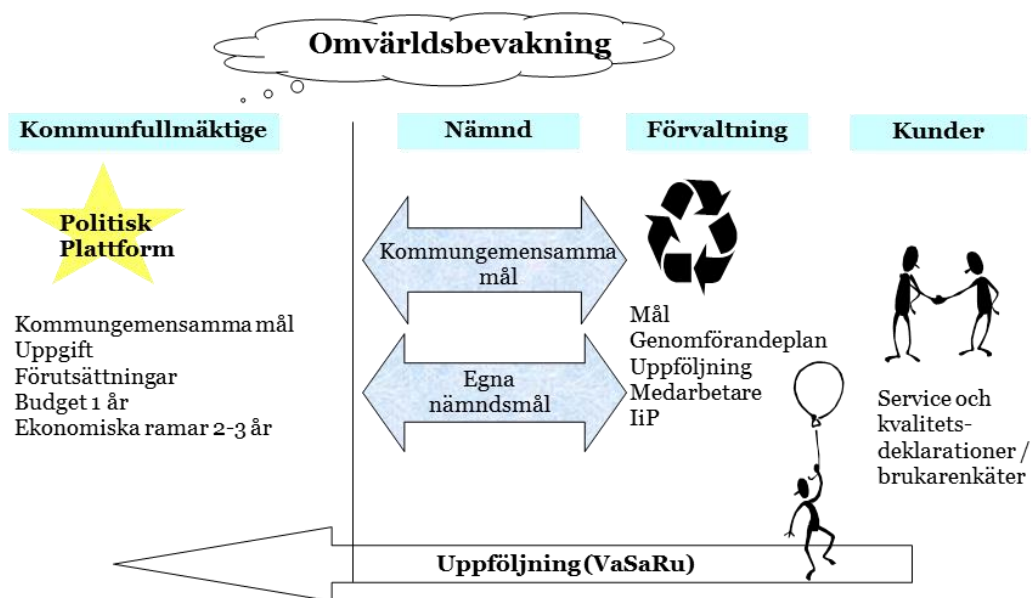 Omvärldsbevakning
Kommunfullmäktige
Nämnd
Förvaltning
Kunder
Politisk
Plattform
Kommungemensamma mål
Uppgift
Förutsättningar
Budget 1 år
Ekonomiska ramar 2-3 år
Kommungemensamma
mål
Egna
nämndsmål
Mål
Genomförandeplan
Uppföljning
Medarbetare
IiP
Service och
kvalitets-
deklarationer /
brukarenkäter
Uppföljning (VaSaRu)